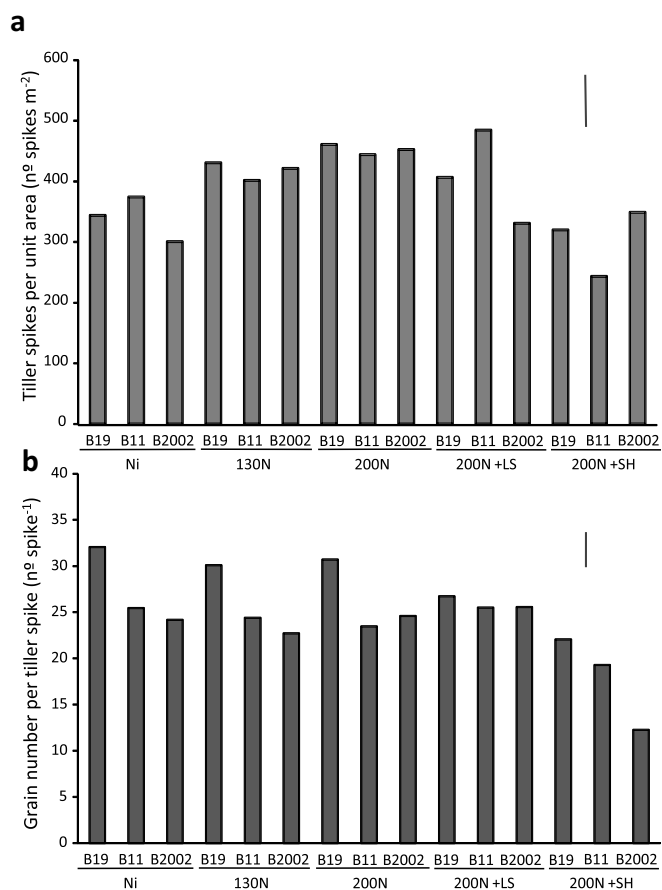 a
Tiller spikes per unit area (nº spikes m⁻²)
600
500
400
300
200
100
0
B19 B11 B2002 B19 B11 B2002 B19 B11 B2002 B19 B11 B2002 B19 B11 B2002
Ni 130N 200N 200N +LS 200N +SH
b
Grain number per tiller spike (nº spike⁻¹)
40
35
30
25
20
15
10
5
0
B19 B11 B2002 B19 B11 B2002 B19 B11 B2002 B19 B11 B2002 B19 B11 B2002
Ni 130N 200N 200N +LS 200N +SH